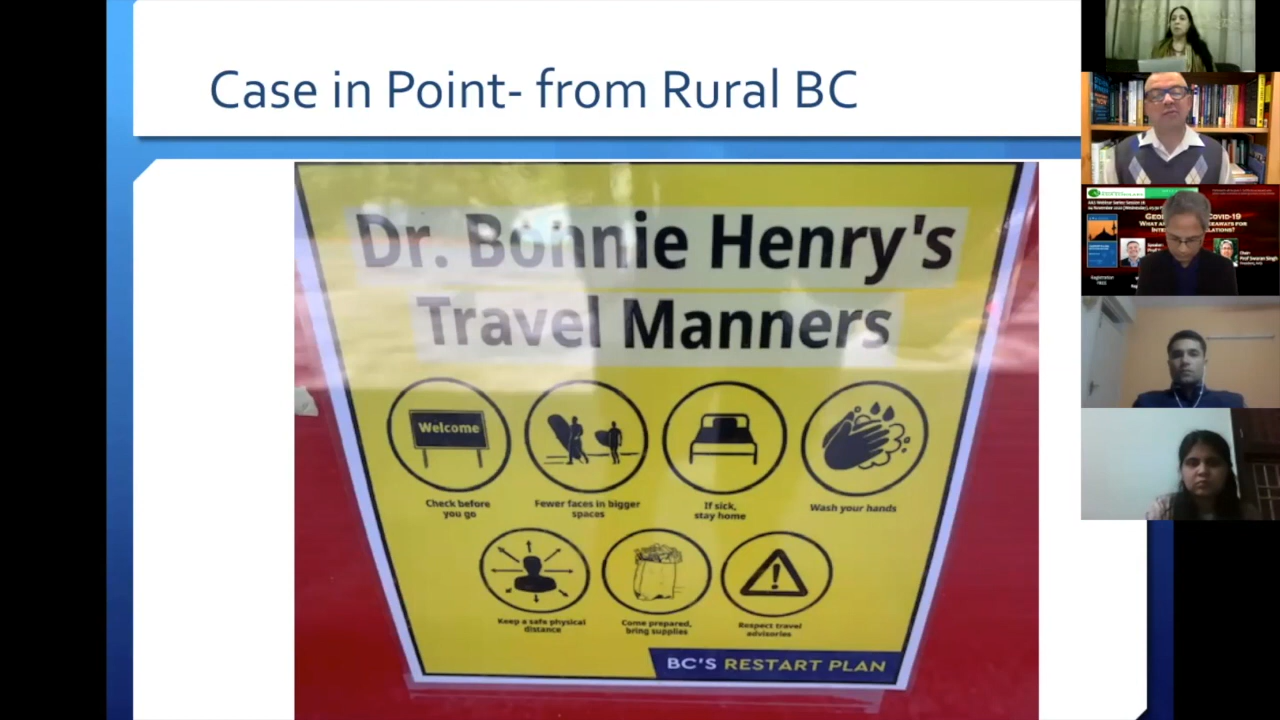 Case in Point- from Rural BC
Dr. Bonnie Henry's
Travel Manners
Welcome
Check before
you go
Fewer faces in bigger
spaces
If sick,
stay home
Wash your hands
Keep a safe physical
distance
Come prepared,
bring supplies
Respect travel
advisories
BC'S RESTART PLAN